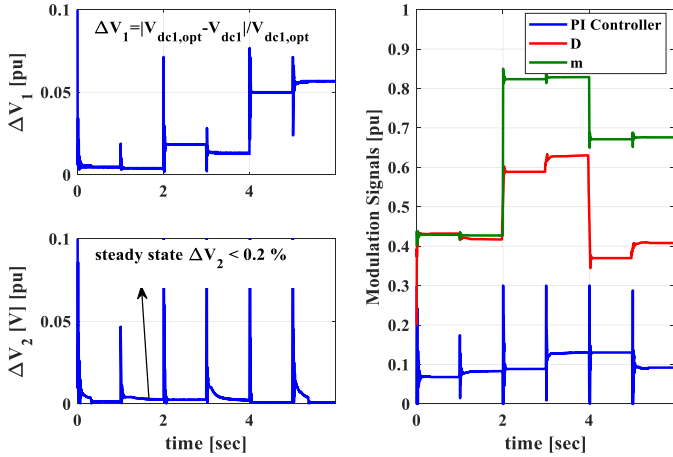 ΔV1=|Vdc1,opt-Vdc1|/Vdc1,opt
ΔV1 [pu]
0.1
0.05
0
0
2
4
steady state ΔV2 < 0.2 %
ΔV2 [V] [pu]
0.1
0.05
0
0
2
4
time [sec]
PI Controller
D
m
Modulation Signals [pu]
1
0.9
0.8
0.7
0.6
0.5
0.4
0.3
0.2
0.1
0
0
2
4
time [sec]